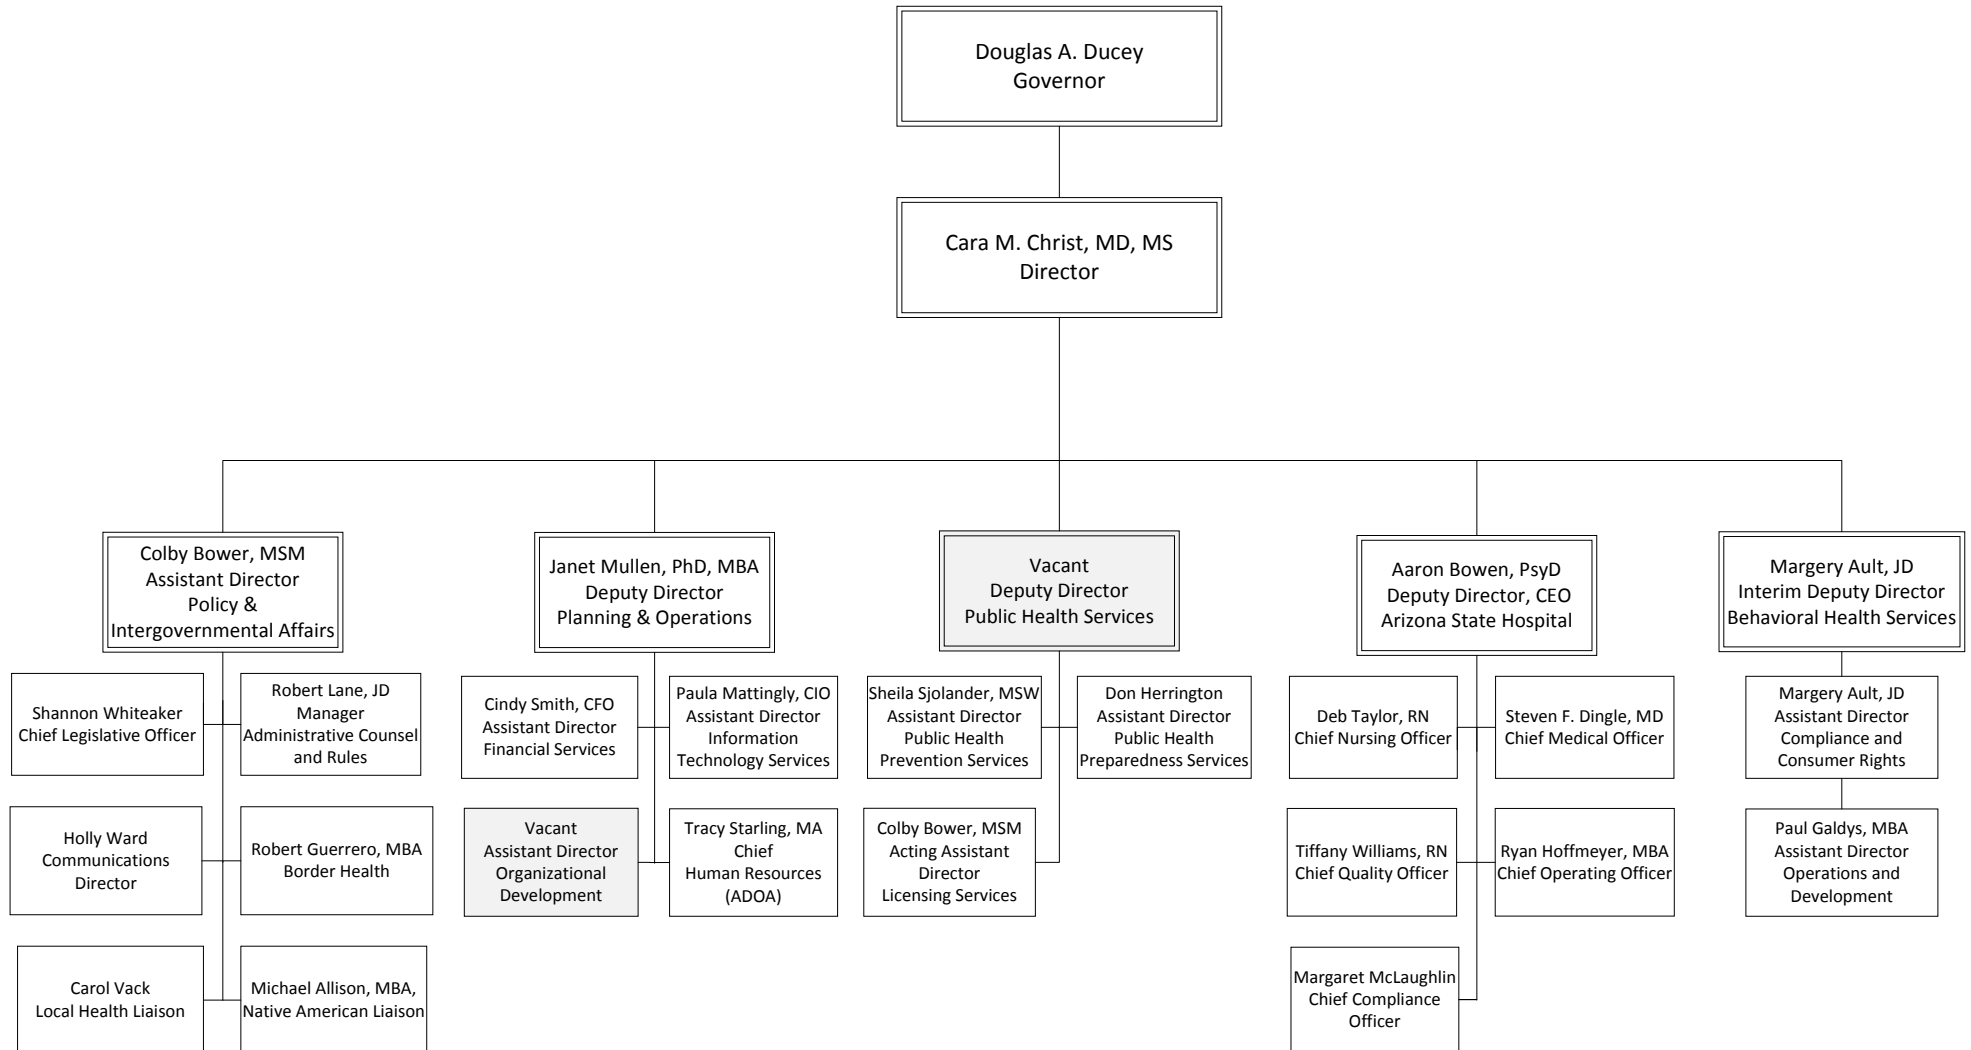 Douglas A. Ducey
Governor
Cara M. Christ, MD, MS
Director
Colby Bower, MSM
Assistant Director
Policy &
Intergovernmental Affairs
Janet Mullen, PhD, MBA
Deputy Director
Planning & Operations
Vacant
Deputy Director
Public Health Services
Aaron Bowen, PsyD
Deputy Director, CEO
Arizona State Hospital
Margery Ault, JD
Interim Deputy Director
Behavioral Health Services
Shannon Whiteaker
Chief Legislative Officer
Robert Lane, JD
Manager
Administrative Counsel
and Rules
Cindy Smith, CFO
Assistant Director
Financial Services
Paula Mattingly, CIO
Assistant Director
Information
Technology Services
Sheila Sjolander, MSW
Assistant Director
Public Health
Prevention Services
Don Herrington
Assistant Director
Public Health
Preparedness Services
Deb Taylor, RN
Chief Nursing Officer
Steven F. Dingle, MD
Chief Medical Officer
Margery Ault, JD
Assistant Director
Compliance and
Consumer Rights
Holly Ward
Communications
Director
Robert Guerrero, MBA
Border Health
Vacant
Assistant Director
Organizational
Development
Tracy Starling, MA
Chief
Human Resources
(ADOA)
Colby Bower, MSM
Acting Assistant
Director
Licensing Services
Tiffany Williams, RN
Chief Quality Officer
Ryan Hoffmeyer, MBA
Chief Operating Officer
Paul Galdys, MBA
Assistant Director
Operations and
Development
Carol Vack
Local Health Liaison
Michael Allison, MBA,
Native American Liaison
Margaret McLaughlin
Chief Compliance
Officer